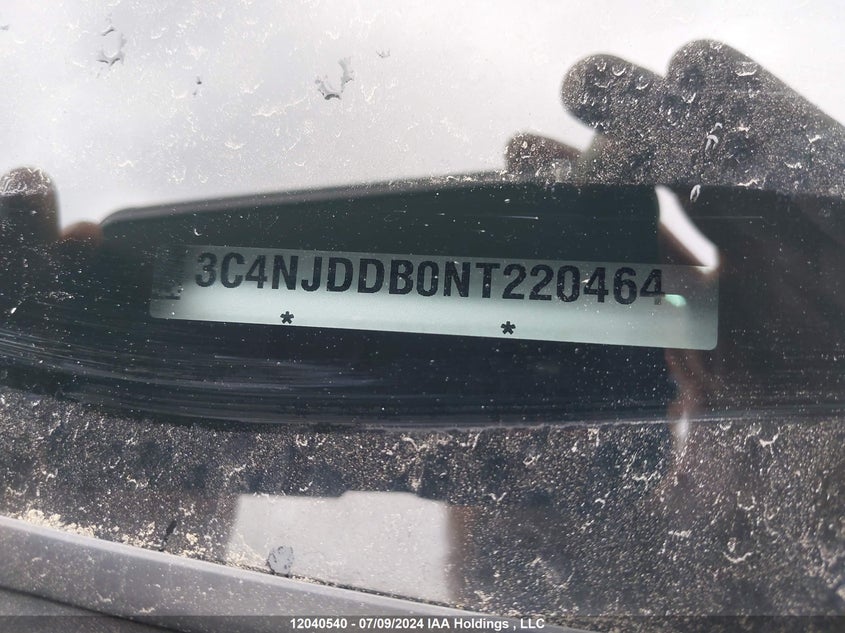 3C4NJDDB0NT220464
* *
12040540 - 07/09/2024 IAA Holdings , LLC